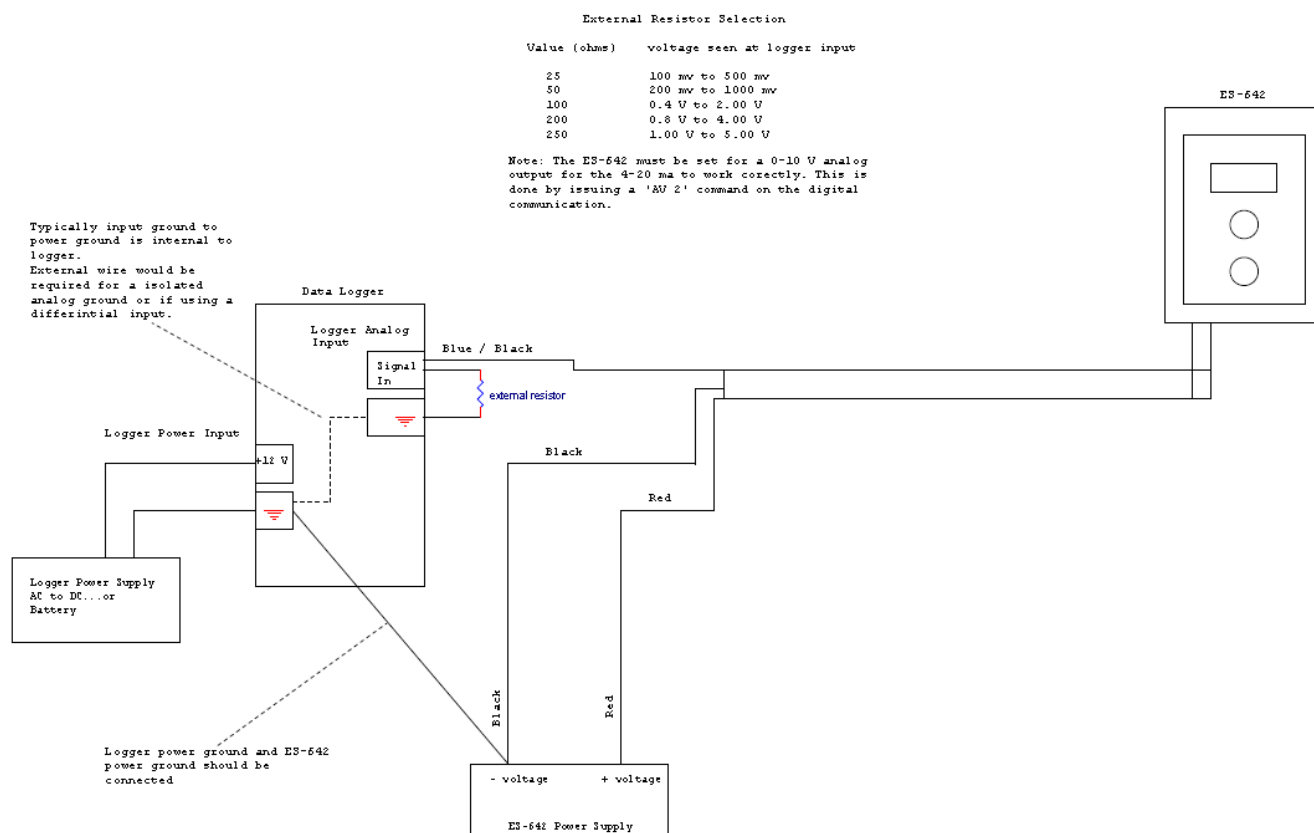 External Resistor Selection
Value (ohms) voltage seen at logger input
25 100 mv to 500 mv
50 200 mv to 1000 mv
100 0.4 V to 2.00 V
200 0.8 V to 4.00 V
250 1.00 V to 5.00 V
Note: The ES-642 must be set for a 0-10 V analog
output for the 4-20 ma to work corectly. This is
done by issuing a 'AV 2' command on the digital
communication.
ES-642
Typically input ground to
power ground is internal to
logger.
External wire would be
required for a isolated
analog ground or if using a
differintial input.
Data Logger
Logger Analog
Input
Signal
In
Blue / Black
external resistor
Logger Power Input
+12 V
Black
Red
Logger Power Supply
AC to DC...or
Battery
Black
Red
Logger power ground and ES-642
power ground should be
connected
- voltage + voltage
ES-642 Power Supply